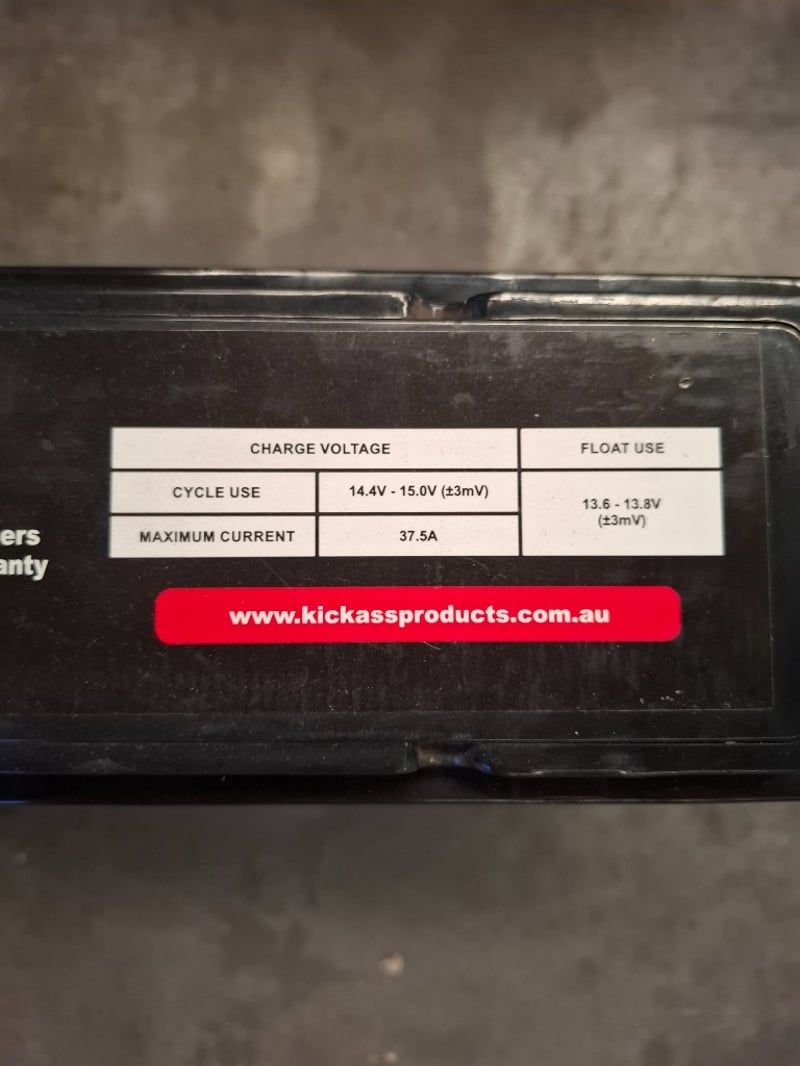 CHARGE VOLTAGE FLOAT USE
CYCLE USE 14.4V - 15.0V (±3mV)
13.6 - 13.8V
(±3mV)
MAXIMUM CURRENT 37.5A
ers
anty
www.kickassproducts.com.au